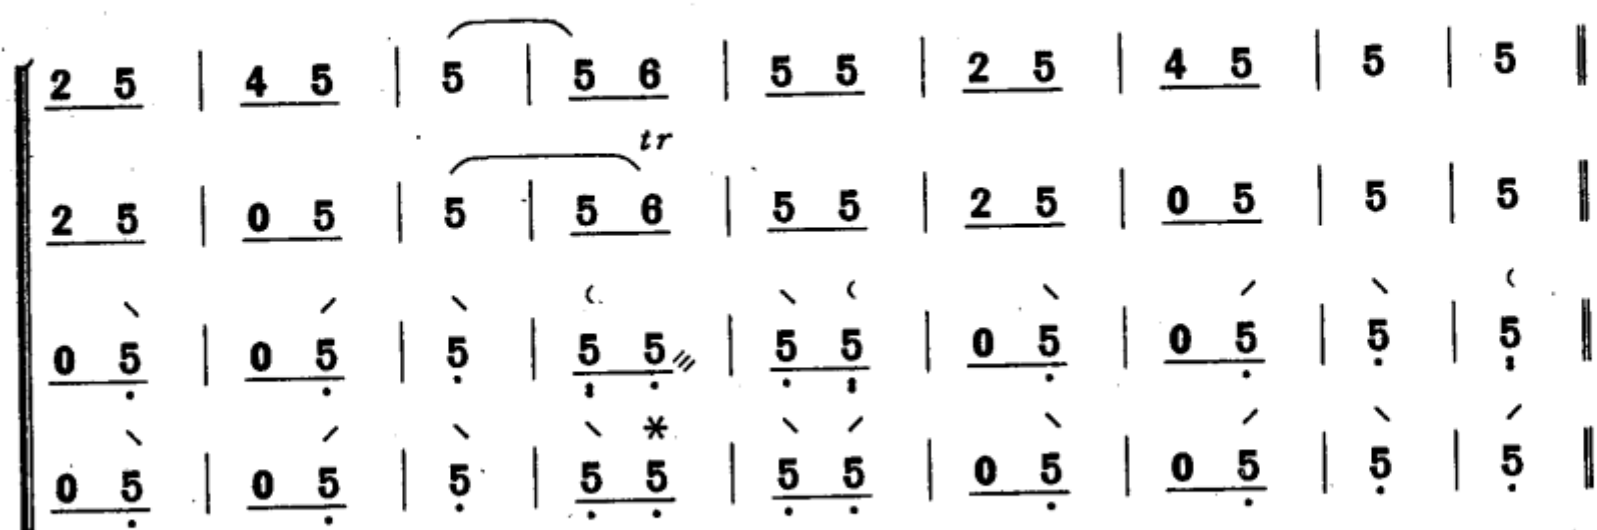 2 5 | 4 5 | 5 | 5 6 | 5 5 | 2 5 | 4 5 | 5 | 5 ‖
tr
2 5 | 0 5 | 5 | 5 6 | 5 5 | 2 5 | 0 5 | 5 | 5 ‖
0 5 | 0 5 | 5 | 5 5 | 5 5 | 0 5 | 0 5 | 5 | 5 ‖
0 5 | 0 5 | 5 | 5 5 | 5 5 | 0 5 | 0 5 | 5 | 5 ‖